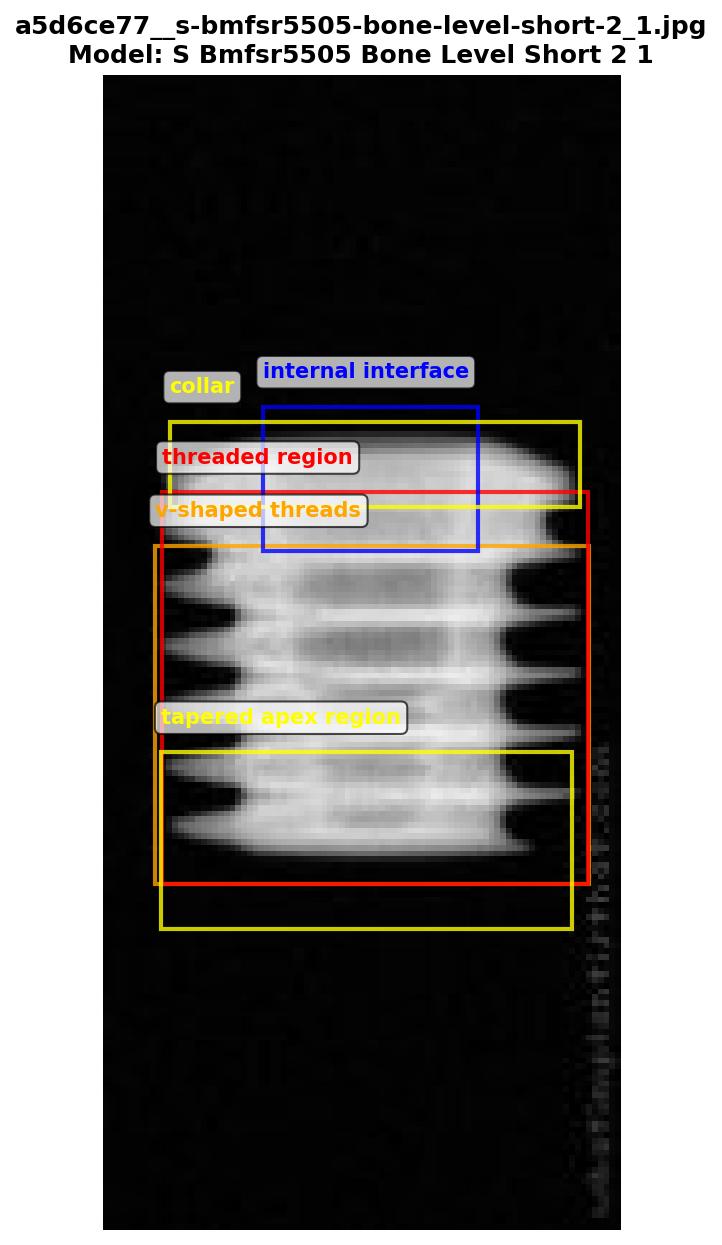 a5d6ce77__s-bmfsr5505-bone-level-short-2_1.jpg
Model: S Bmfsr5505 Bone Level Short 2 1
internal interface
collar
threaded region
v-shaped threads
tapered apex region